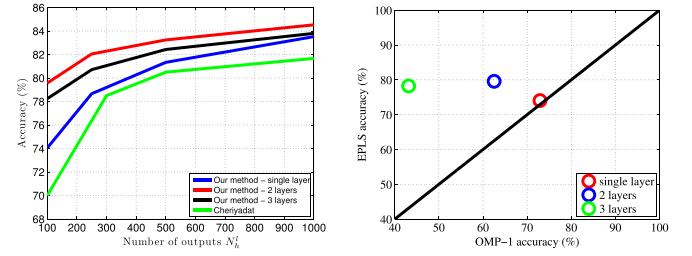 86
84
82
80
78
76
74
72
70
68
100 200 300 400 500 600 700 800 900 1000
Accuracy (%)
Number of outputs N_h^l
Our method − single layer
Our method − 2 layers
Our method − 3 layers
Cheriyadat
100
90
80
70
60
50
40
40 50 60 70 80 90 100
EPLS accuracy (%)
OMP−1 accuracy (%)
single layer
2 layers
3 layers